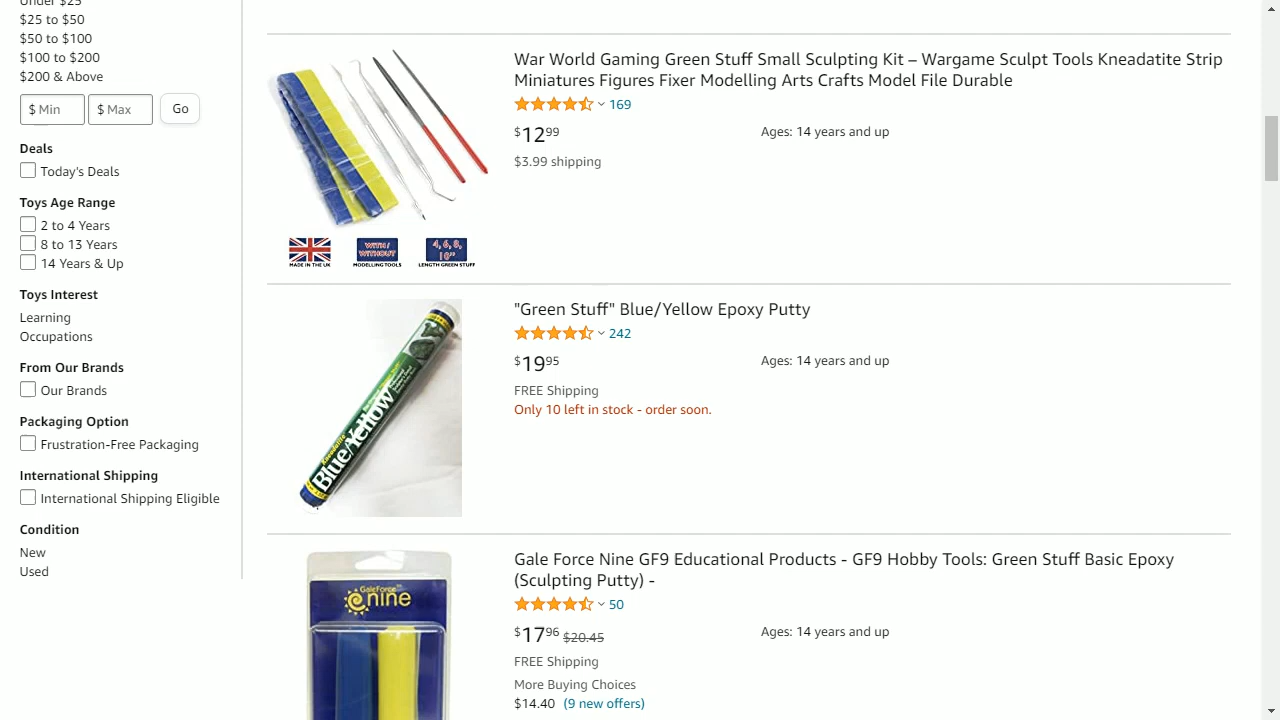 Under $25
$25 to $50
$50 to $100
$100 to $200
$200 & Above
$ Min $ Max Go
Deals
Today's Deals
Toys Age Range
2 to 4 Years
8 to 13 Years
14 Years & Up
Toys Interest
Learning
Occupations
From Our Brands
Our Brands
Packaging Option
Frustration-Free Packaging
International Shipping
International Shipping Eligible
Condition
New
Used
War World Gaming Green Stuff Small Sculpting Kit – Wargame Sculpt Tools Kneadatite Strip
Miniatures Figures Fixer Modelling Arts Crafts Model File Durable
169
$12.99
Ages: 14 years and up
$3.99 shipping
MADE IN THE UK
WITH /
WITHOUT
MODELLING TOOLS
4, 6, 8,
10"
LENGTH GREEN STUFF
"Green Stuff" Blue/Yellow Epoxy Putty
242
$19.95
Ages: 14 years and up
FREE Shipping
Only 10 left in stock - order soon.
Kneadatite
Blue/Yellow
Gale Force Nine GF9 Educational Products - GF9 Hobby Tools: Green Stuff Basic Epoxy
(Sculpting Putty) -
50
$17.96 $20.45
Ages: 14 years and up
FREE Shipping
More Buying Choices
$14.40 (9 new offers)
GaleForce
nine